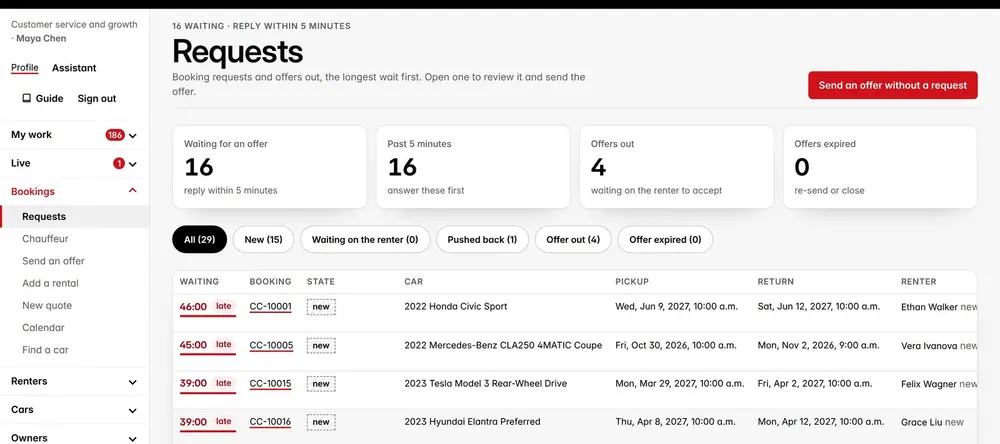 Customer service and growth
· Maya Chen
Profile
Assistant
Guide
Sign out
My work
186
Live
1
Bookings
Requests
Chauffeur
Send an offer
Add a rental
New quote
Calendar
Find a car
Renters
Cars
Owners
16 WAITING · REPLY WITHIN 5 MINUTES
Requests
Booking requests and offers out, the longest wait first. Open one to review it and send the
offer.
Send an offer without a request
Waiting for an offer
16
reply within 5 minutes
Past 5 minutes
16
answer these first
Offers out
4
waiting on the renter to accept
Offers expired
0
re-send or close
All (29)
New (15)
Waiting on the renter (0)
Pushed back (1)
Offer out (4)
Offer expired (0)
WAITING BOOKING STATE CAR PICKUP RETURN RENTER
46:00 late CC-10001 new 2022 Honda Civic Sport Wed, Jun 9, 2027, 10:00 a.m. Sat, Jun 12, 2027, 10:00 a.m. Ethan Walker new
45:00 late CC-10005 new 2022 Mercedes-Benz CLA250 4MATIC Coupe Fri, Oct 30, 2026, 10:00 a.m. Mon, Nov 2, 2026, 9:00 a.m. Vera Ivanova new
39:00 late CC-10015 new 2023 Tesla Model 3 Rear-Wheel Drive Mon, Mar 29, 2027, 10:00 a.m. Fri, Apr 2, 2027, 10:00 a.m. Felix Wagner new
39:00 late CC-10016 new 2023 Hyundai Elantra Preferred Thu, Apr 8, 2027, 10:00 a.m. Mon, Apr 12, 2027, 10:00 a.m. Grace Liu new